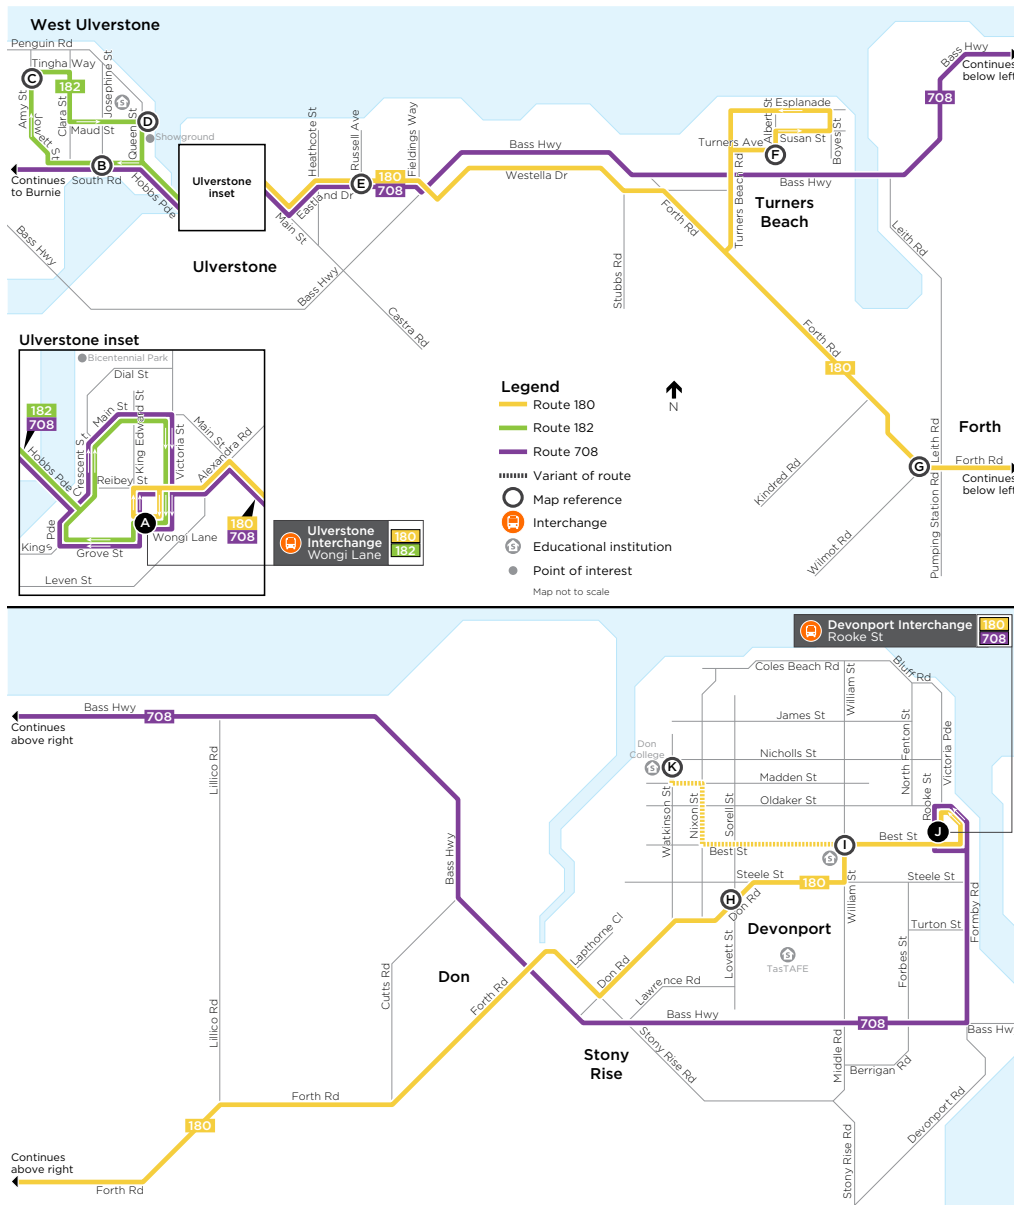 West Ulverstone
Penguin Rd
Tingha Way
C
182
Amy St
Jowett St
Clara St
Josephine St
S
Maud St
D
Queen St
Showground
B
South Rd
Continues
to Burnie
Hobbs Pde
Ulverstone
inset
Ulverstone
Bass Hwy
Heathcote St
Russell Ave
Fieldings Way
E
180
708
Eastland Dr
Main St
Bass Hwy
Castra Rd
Bass Hwy
Westella Dr
Stubbs Rd
Forth Rd
Esplanade
Albert St
Susan St
Boyes St
Turners Ave
F
Turners Beach Rd
Bass Hwy
Turners
Beach
Bass Hwy
708
Continues
below left
Leith Rd
Forth Rd
180
Forth
G
Forth Rd
Continues
below left
Leith Rd
Pumping Station Rd
Kindred Rd
Wilmot Rd
Ulverstone inset
Bicentennial Park
Dial St
182
708
Main St
King Edward St
Victoria St
Main St
Alexandra Rd
Crescent St
Hobbs Pde
Reibey St
A
Wongi Lane
Kings Pde
Grove St
Leven St
180
708
Ulverstone
Interchange
Wongi Lane
180
182
Legend
Route 180
Route 182
Route 708
Variant of route
Map reference
Interchange
S
Educational institution
Point of interest
Map not to scale
N
Devonport Interchange
Rooke St
180
708
Bass Hwy
708
Continues
above right
Lillico Rd
Lillico Rd
Bass Hwy
Cutts Rd
Don
Forth Rd
Forth Rd
180
Continues
above right
Forth Rd
Coles Beach Rd
William St
Bluff Rd
James St
North Fenton St
Victoria Pde
Don
College
S
K
Nicholls St
Madden St
Oldaker St
Rooke St
Watkinson St
Nixon St
Sorell St
J
Best St
I
Best St
S
Steele St
180
Steele St
H
Don Rd
William St
Formby Rd
Devonport
Turton St
Lapthorne Cl
Don Rd
Lovett St
S
TasTAFE
Forbes St
Lawrence Rd
Bass Hwy
708
Bass Hwy
Stony
Rise
Stony Rise Rd
Middle Rd
Berrigan Rd
Devonport Rd
Stony Rise Rd